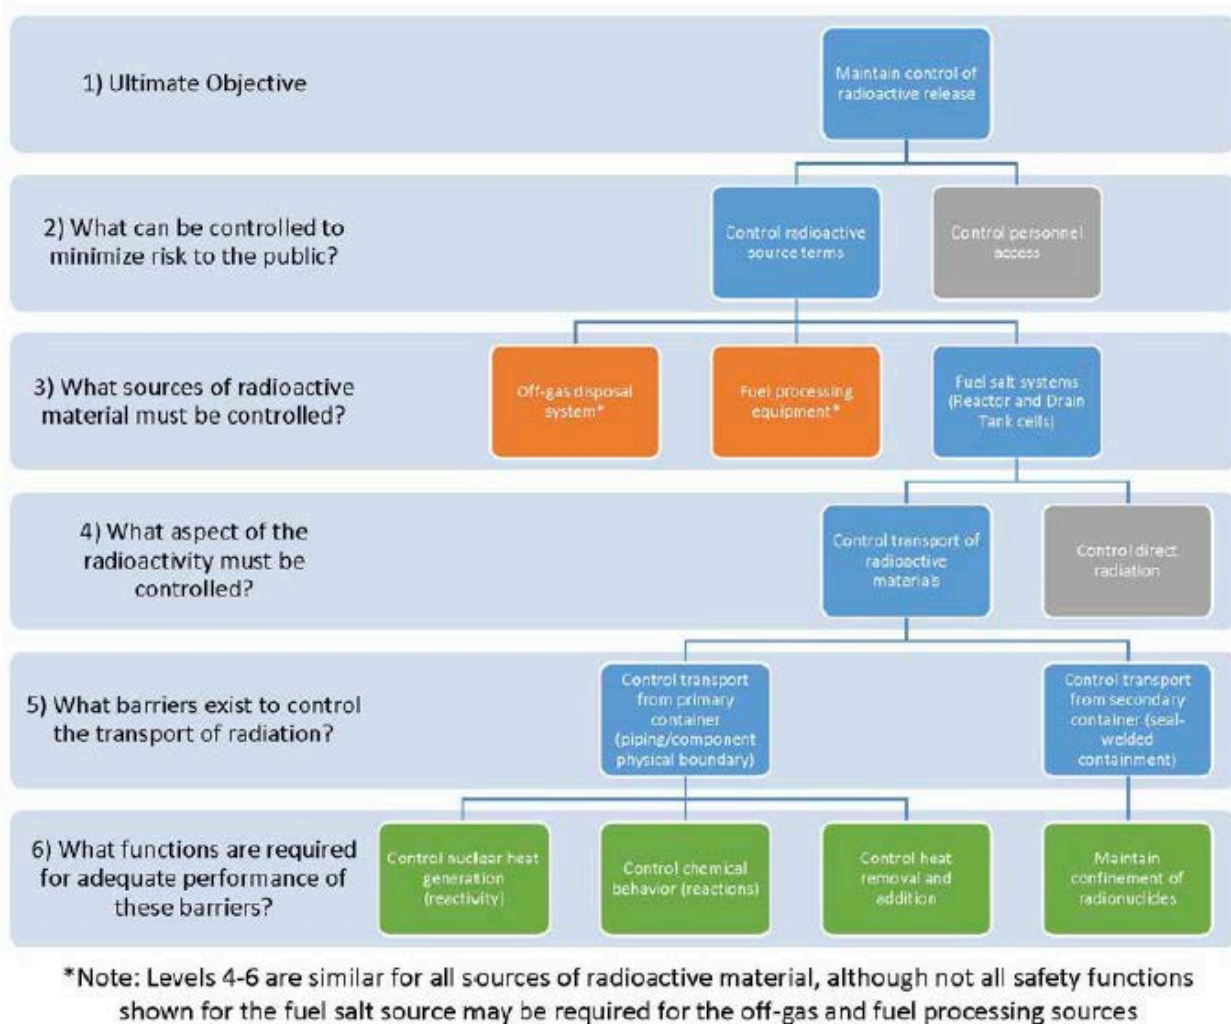 1) Ultimate Objective
Maintain control of
radioactive release
2) What can be controlled to
minimize risk to the public?
Control radioactive
source terms
Control personnel
access
3) What sources of radioactive
material must be controlled?
Off-gas disposal
system*
Fuel processing
equipment*
Fuel salt systems
(Reactor and Drain
Tank cells)
4) What aspect of the
radioactivity must be
controlled?
Control transport of
radioactive
materials
Control direct
radiation
5) What barriers exist to control
the transport of radiation?
Control transport
from primary
container
(piping/component
physical boundary)
Control transport
from secondary
container (seal-
welded
containment)
6) What functions are required
for adequate performance of
these barriers?
Control nuclear heat
generation
(reactivity)
Control chemical
behavior (reactions)
Control heat
removal and
addition
Maintain
confinement of
radionuclides
*Note: Levels 4-6 are similar for all sources of radioactive material, although not all safety functions
shown for the fuel salt source may be required for the off-gas and fuel processing sources